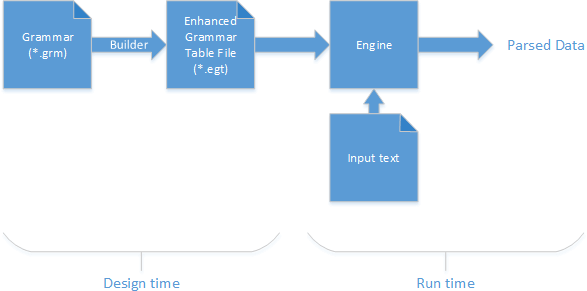 Grammar
(*.grm)
Builder
Enhanced
Grammar
Table File
(*.egt)
Engine
Parsed Data
Input text
Design time
Run time